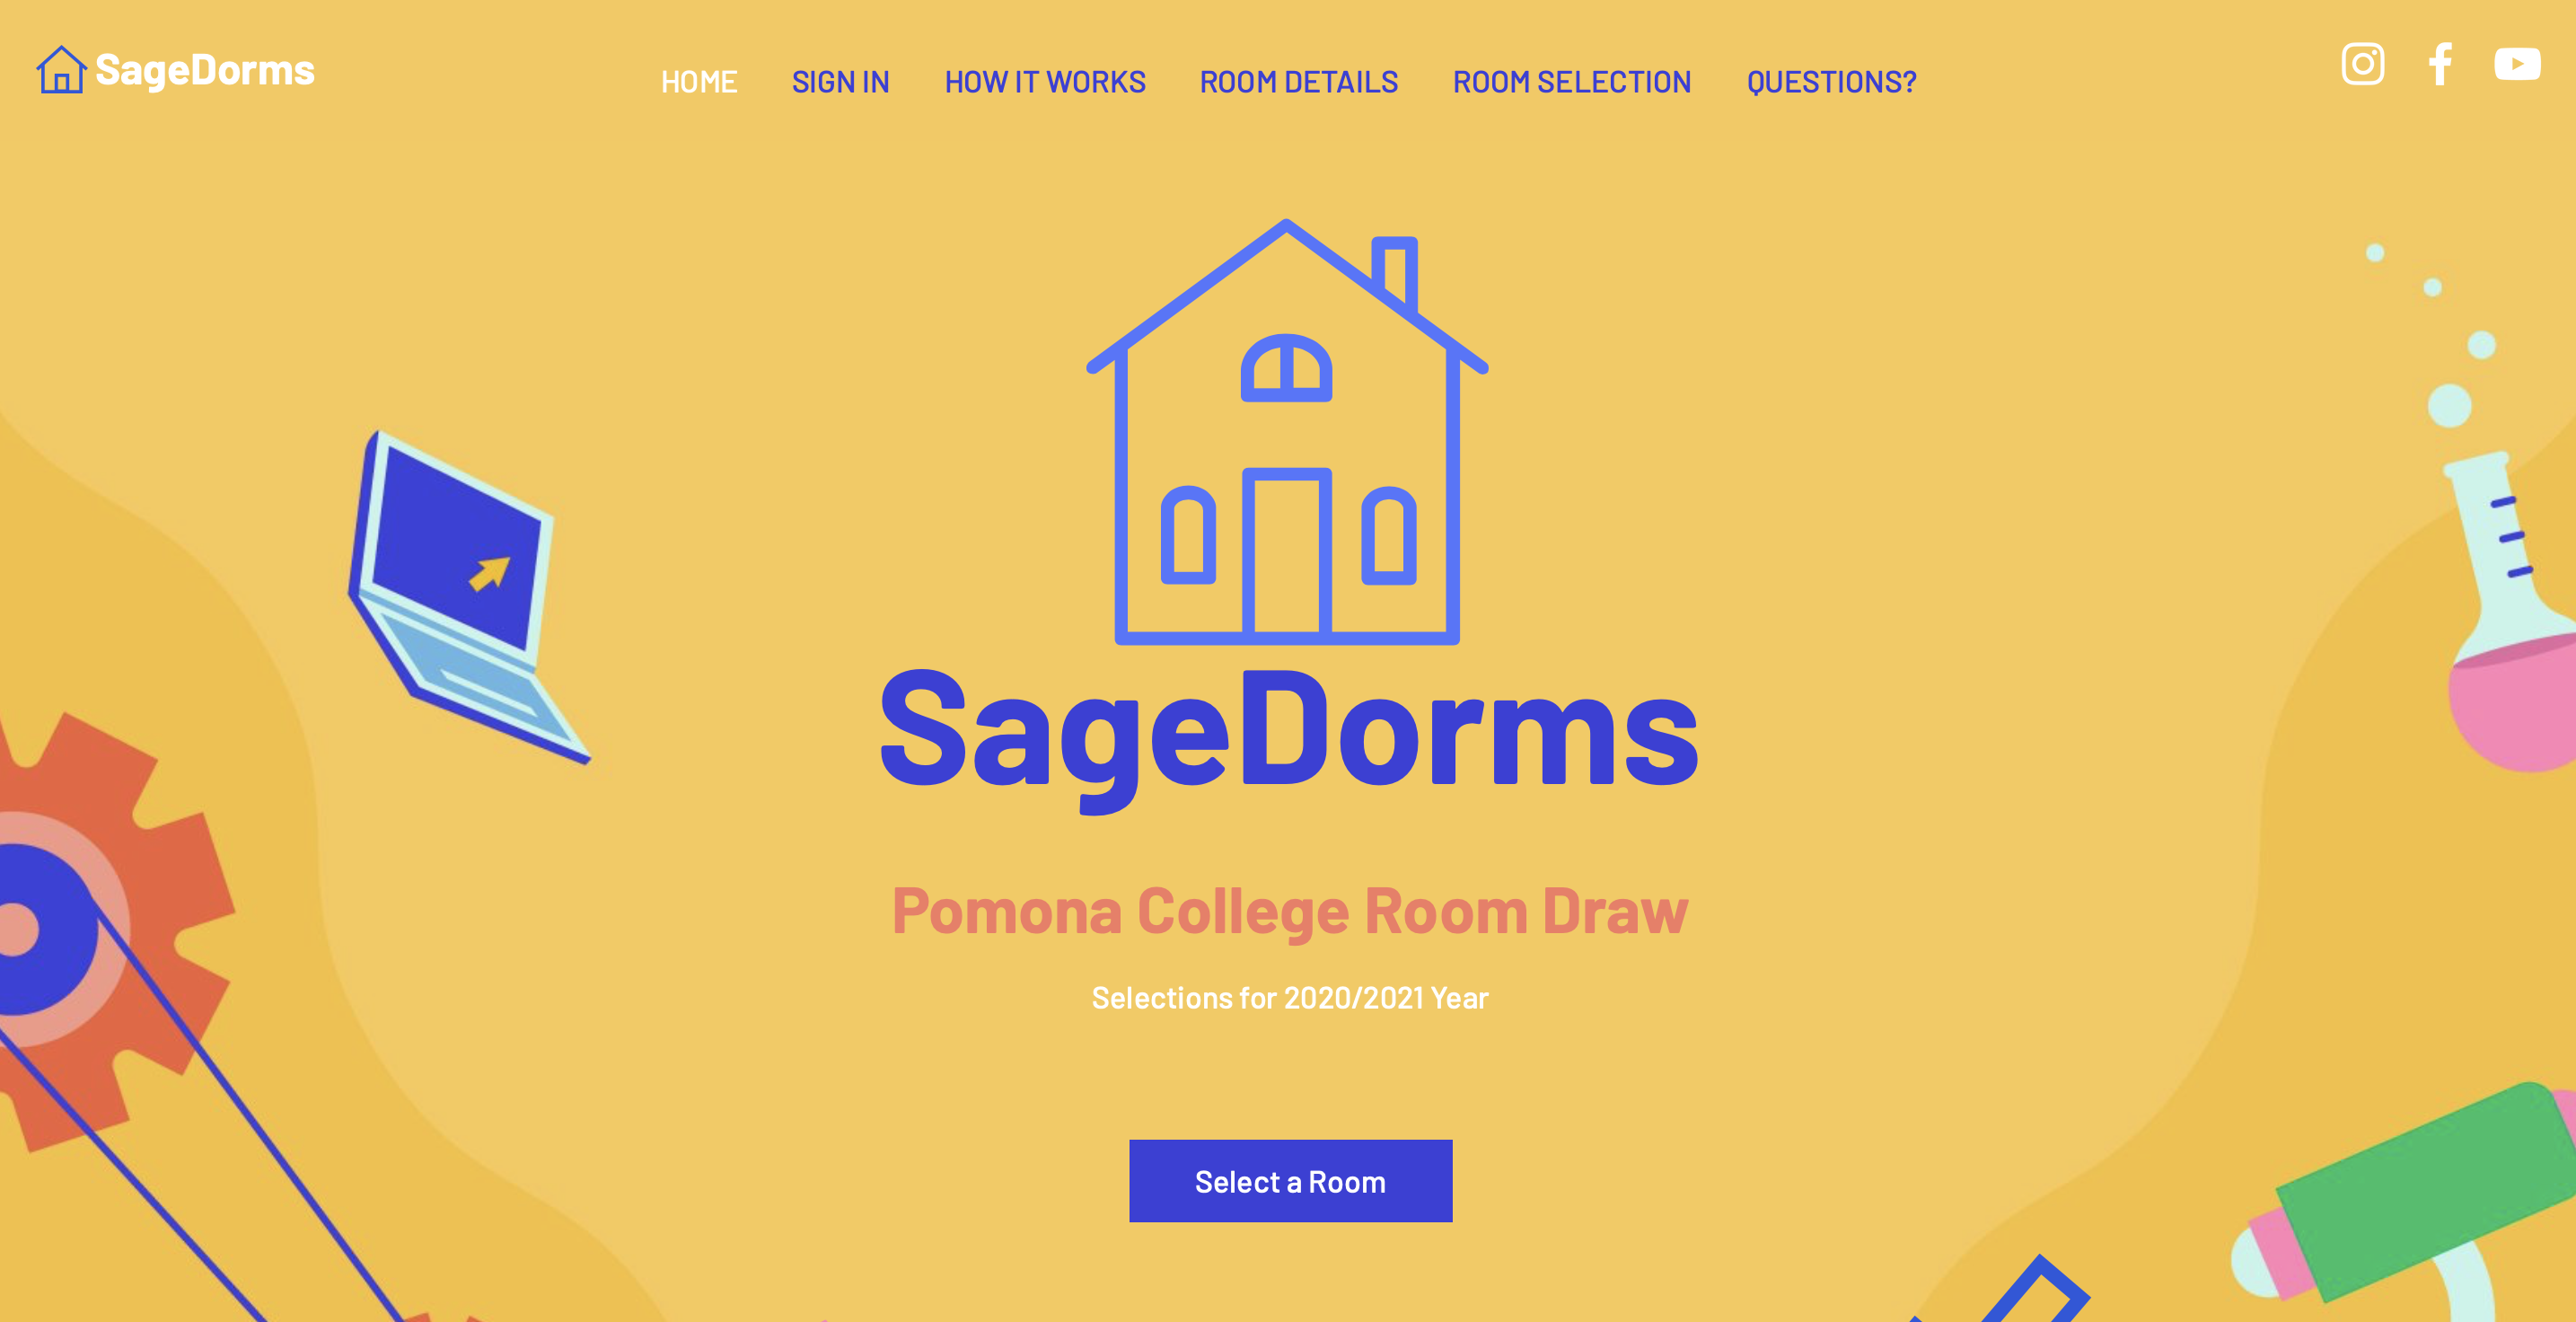 SageDorms
HOME SIGN IN HOW IT WORKS ROOM DETAILS ROOM SELECTION QUESTIONS?
SageDorms
Pomona College Room Draw
Selections for 2020/2021 Year
Select a Room